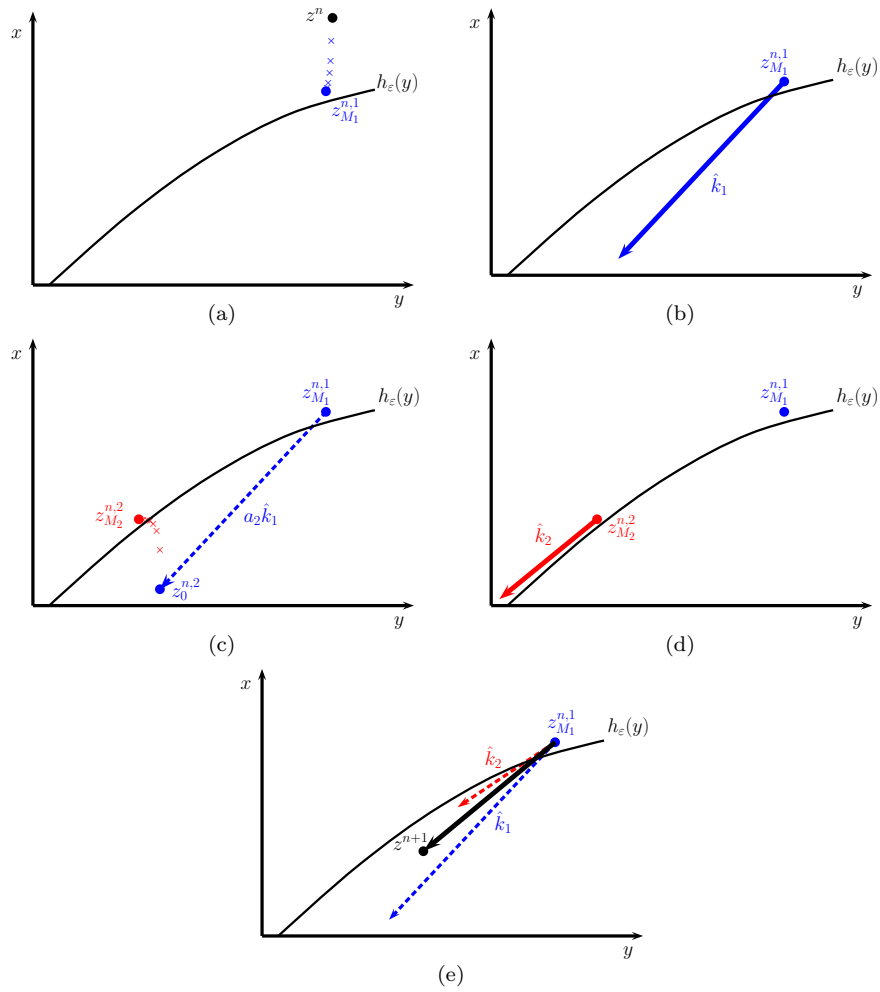 x
z^n
h_ε(y)
z_{M_1}^{n,1}
y
(a)
x
z_{M_1}^{n,1}
h_ε(y)
k̂_1
y
(b)
x
z_{M_1}^{n,1}
h_ε(y)
z_{M_2}^{n,2}
a_2k̂_1
z_0^{n,2}
y
(c)
x
z_{M_1}^{n,1}
h_ε(y)
k̂_2
z_{M_2}^{n,2}
y
(d)
x
z_{M_1}^{n,1}
h_ε(y)
k̂_2
k̂_1
z^{n+1}
y
(e)